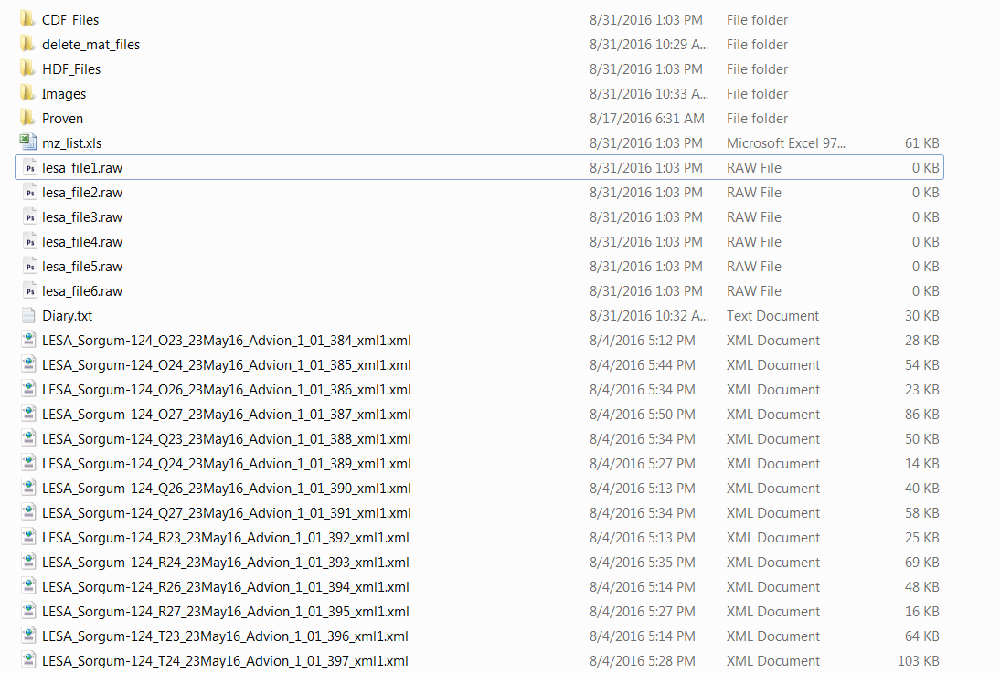 CDF_Files 8/31/2016 1:03 PM File folder
delete_mat_files 8/31/2016 10:29 A... File folder
HDF_Files 8/31/2016 1:03 PM File folder
Images 8/31/2016 10:33 A... File folder
Proven 8/17/2016 6:31 AM File folder
mz_list.xls 8/31/2016 1:03 PM Microsoft Excel 97... 61 KB
Ps lesa_file1.raw 8/31/2016 1:03 PM RAW File 0 KB
Ps lesa_file2.raw 8/31/2016 1:03 PM RAW File 0 KB
Ps lesa_file3.raw 8/31/2016 1:03 PM RAW File 0 KB
Ps lesa_file4.raw 8/31/2016 1:03 PM RAW File 0 KB
Ps lesa_file5.raw 8/31/2016 1:03 PM RAW File 0 KB
Ps lesa_file6.raw 8/31/2016 1:03 PM RAW File 0 KB
Diary.txt 8/31/2016 10:32 A... Text Document 30 KB
LESA_Sorgum-124_O23_23May16_Advion_1_01_384_xml1.xml 8/4/2016 5:12 PM XML Document 28 KB
LESA_Sorgum-124_O24_23May16_Advion_1_01_385_xml1.xml 8/4/2016 5:44 PM XML Document 54 KB
LESA_Sorgum-124_O26_23May16_Advion_1_01_386_xml1.xml 8/4/2016 5:34 PM XML Document 23 KB
LESA_Sorgum-124_O27_23May16_Advion_1_01_387_xml1.xml 8/4/2016 5:50 PM XML Document 86 KB
LESA_Sorgum-124_Q23_23May16_Advion_1_01_388_xml1.xml 8/4/2016 5:34 PM XML Document 50 KB
LESA_Sorgum-124_Q24_23May16_Advion_1_01_389_xml1.xml 8/4/2016 5:27 PM XML Document 14 KB
LESA_Sorgum-124_Q26_23May16_Advion_1_01_390_xml1.xml 8/4/2016 5:13 PM XML Document 40 KB
LESA_Sorgum-124_Q27_23May16_Advion_1_01_391_xml1.xml 8/4/2016 5:34 PM XML Document 58 KB
LESA_Sorgum-124_R23_23May16_Advion_1_01_392_xml1.xml 8/4/2016 5:13 PM XML Document 25 KB
LESA_Sorgum-124_R24_23May16_Advion_1_01_393_xml1.xml 8/4/2016 5:35 PM XML Document 69 KB
LESA_Sorgum-124_R26_23May16_Advion_1_01_394_xml1.xml 8/4/2016 5:14 PM XML Document 48 KB
LESA_Sorgum-124_R27_23May16_Advion_1_01_395_xml1.xml 8/4/2016 5:27 PM XML Document 16 KB
LESA_Sorgum-124_T23_23May16_Advion_1_01_396_xml1.xml 8/4/2016 5:14 PM XML Document 64 KB
LESA_Sorgum-124_T24_23May16_Advion_1_01_397_xml1.xml 8/4/2016 5:28 PM XML Document 103 KB